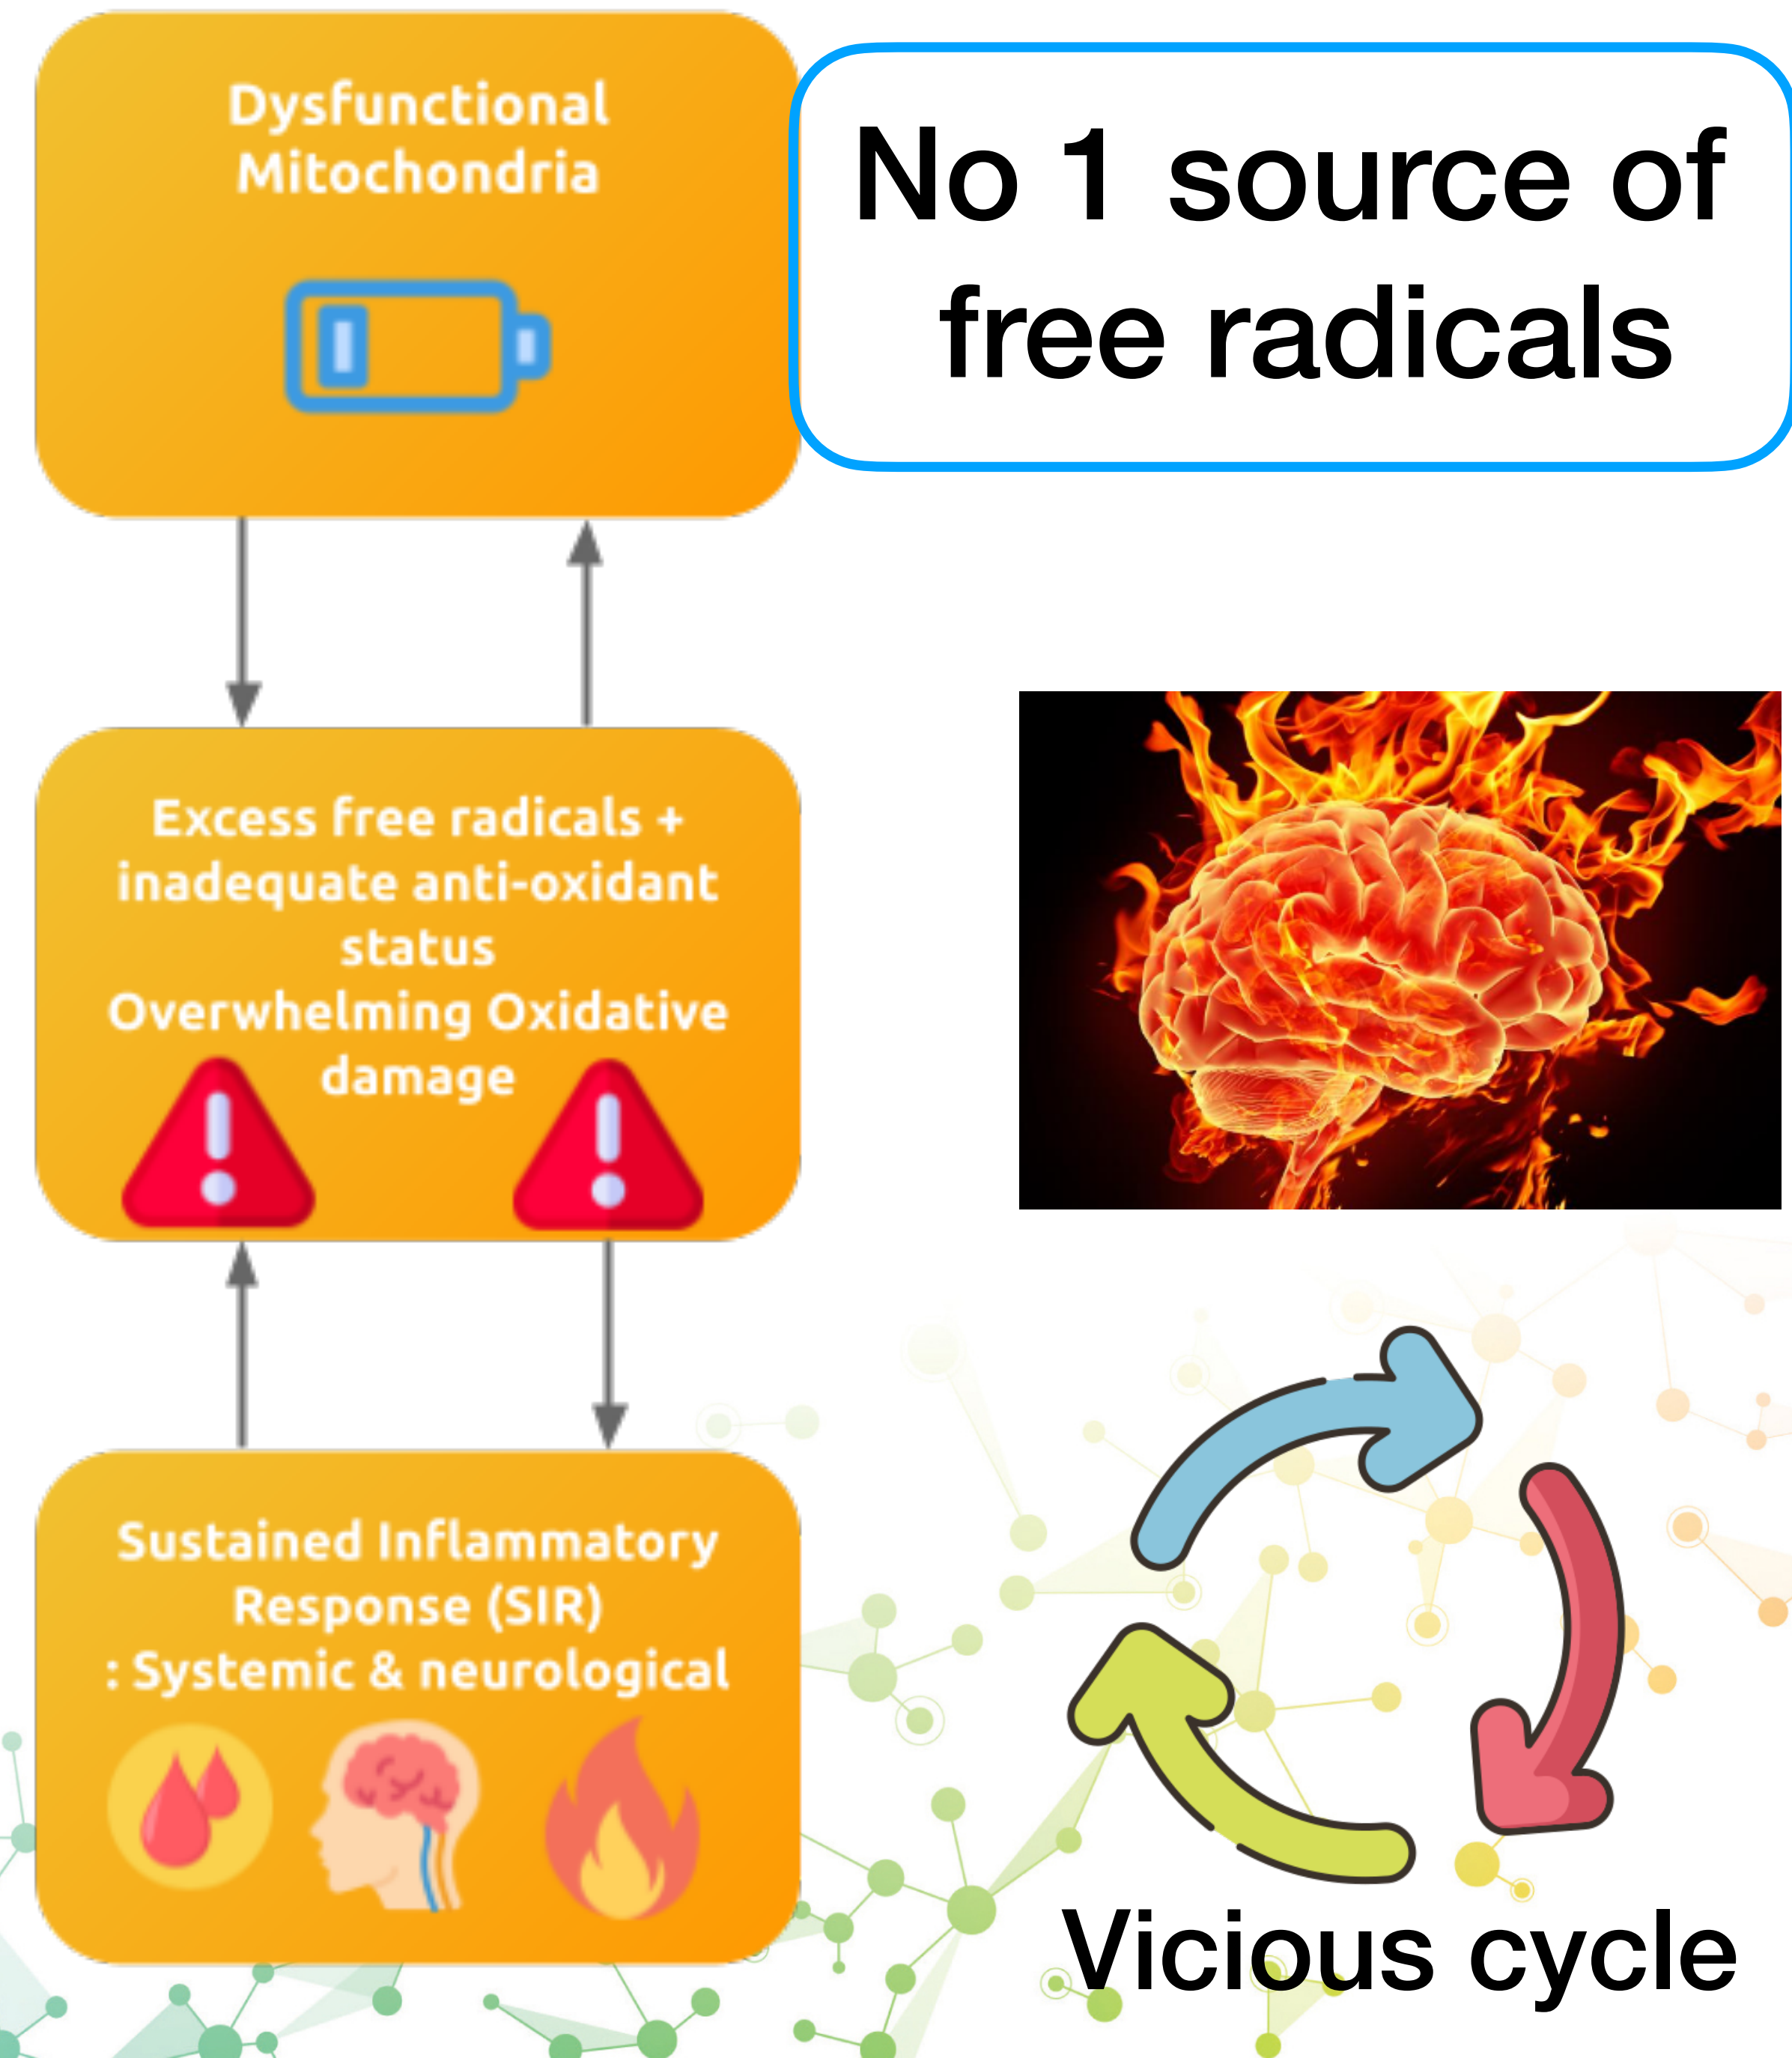 Dysfunctional
Mitochondria
No 1 source of
free radicals
Excess free radicals +
inadequate anti-oxidant
status
Overwhelming Oxidative
damage
Sustained Inflammatory
Response (SIR)
: Systemic & neurological
Vicious cycle